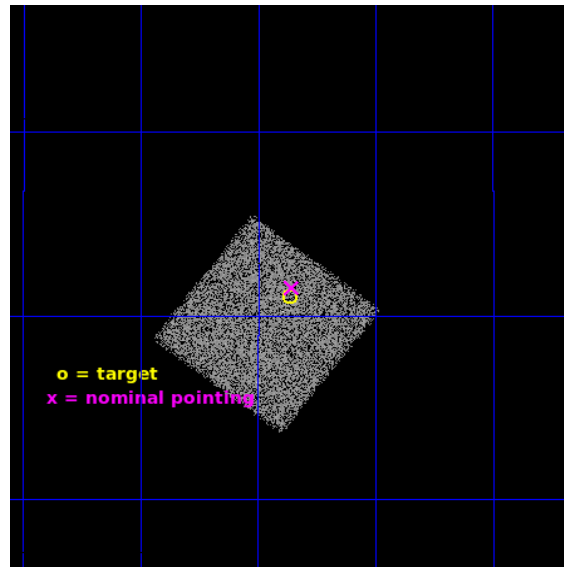 o = target
x = nominal pointing